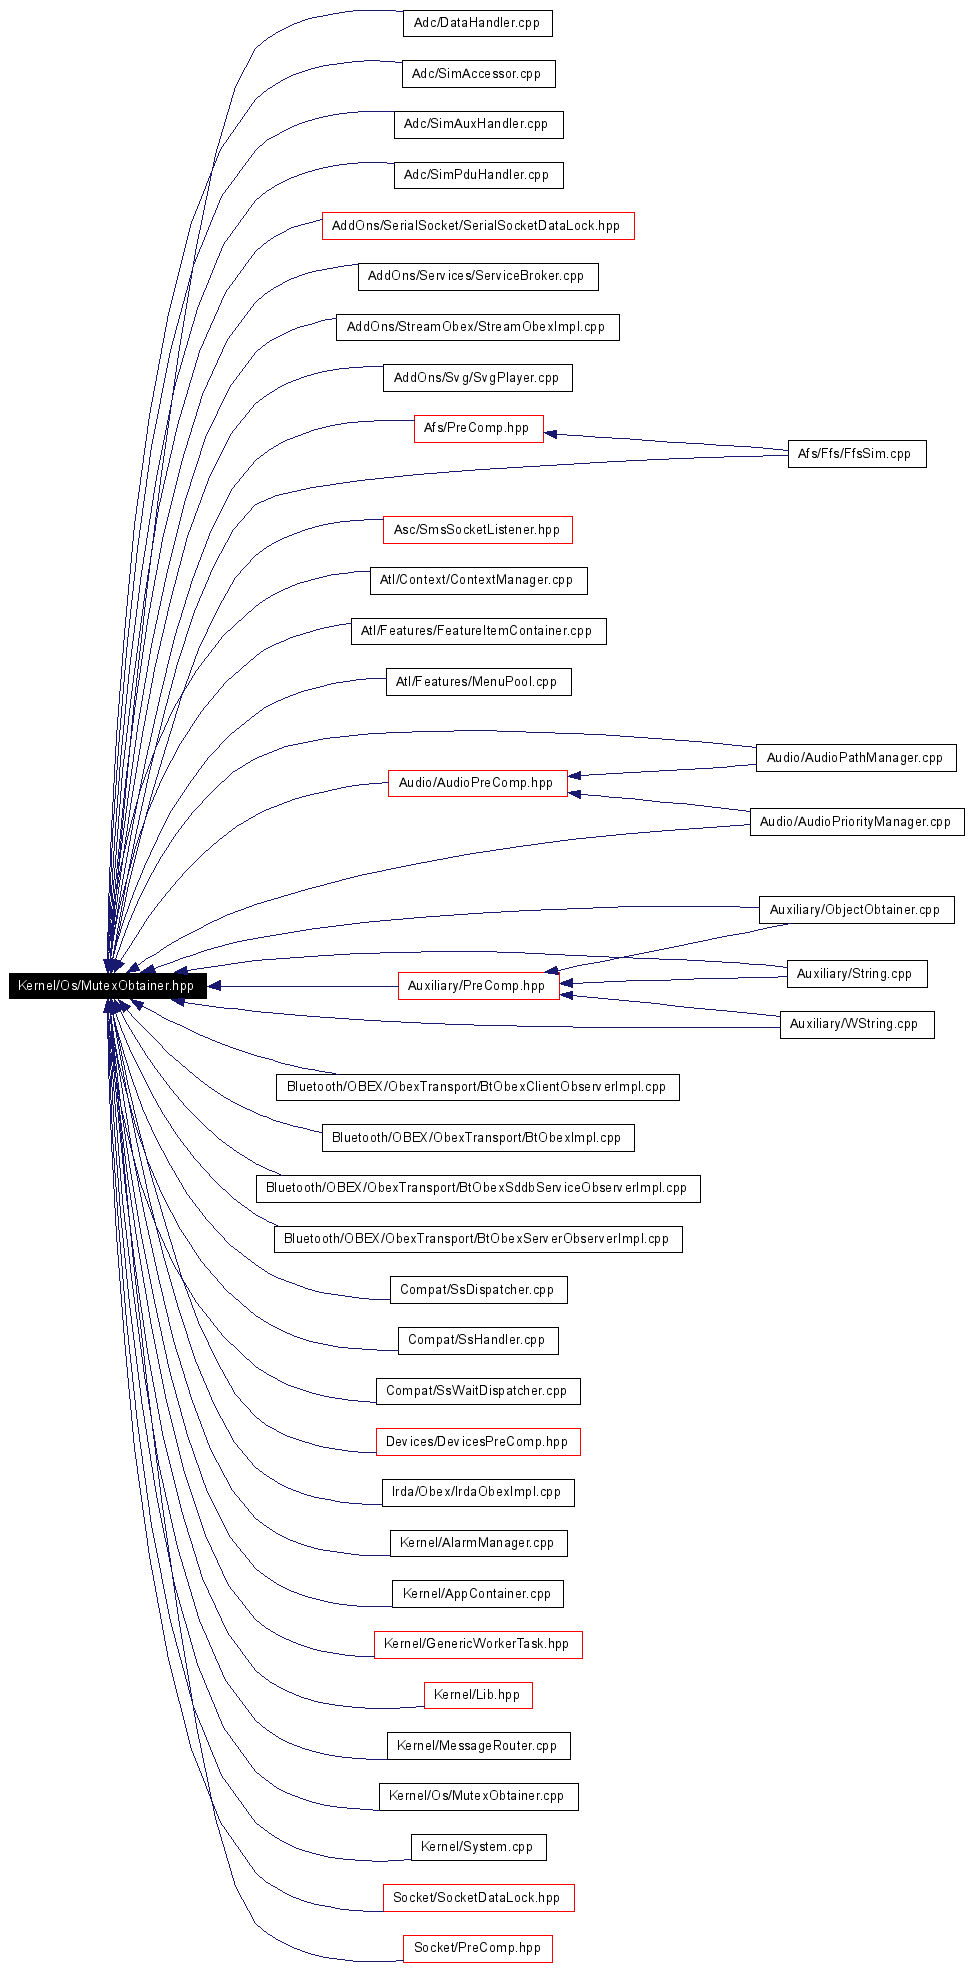 Adc/DataHandler.cpp
Adc/SimAccessor.cpp
Adc/SimAuxHandler.cpp
Adc/SimPduHandler.cpp
AddOns/SerialSocket/SerialSocketDataLock.hpp
AddOns/Services/ServiceBroker.cpp
AddOns/StreamObex/StreamObexImpl.cpp
AddOns/Svg/SvgPlayer.cpp
Afs/PreComp.hpp
Afs/Ffs/FfsSim.cpp
Asc/SmsSocketListener.hpp
Atl/Context/ContextManager.cpp
Atl/Features/FeatureItemContainer.cpp
Atl/Features/MenuPool.cpp
Audio/AudioPathManager.cpp
Audio/AudioPreComp.hpp
Audio/AudioPriorityManager.cpp
Auxiliary/ObjectObtainer.cpp
Auxiliary/String.cpp
Kernel/Os/MutexObtainer.hpp
Auxiliary/PreComp.hpp
Auxiliary/WString.cpp
Bluetooth/OBEX/ObexTransport/BtObexClientObserverImpl.cpp
Bluetooth/OBEX/ObexTransport/BtObexImpl.cpp
Bluetooth/OBEX/ObexTransport/BtObexSddbServiceObserverImpl.cpp
Bluetooth/OBEX/ObexTransport/BtObexServerObserverImpl.cpp
Compat/SsDispatcher.cpp
Compat/SsHandler.cpp
Compat/SsWaitDispatcher.cpp
Devices/DevicesPreComp.hpp
Irda/Obex/IrdaObexImpl.cpp
Kernel/AlarmManager.cpp
Kernel/AppContainer.cpp
Kernel/GenericWorkerTask.hpp
Kernel/Lib.hpp
Kernel/MessageRouter.cpp
Kernel/Os/MutexObtainer.cpp
Kernel/System.cpp
Socket/SocketDataLock.hpp
Socket/PreComp.hpp